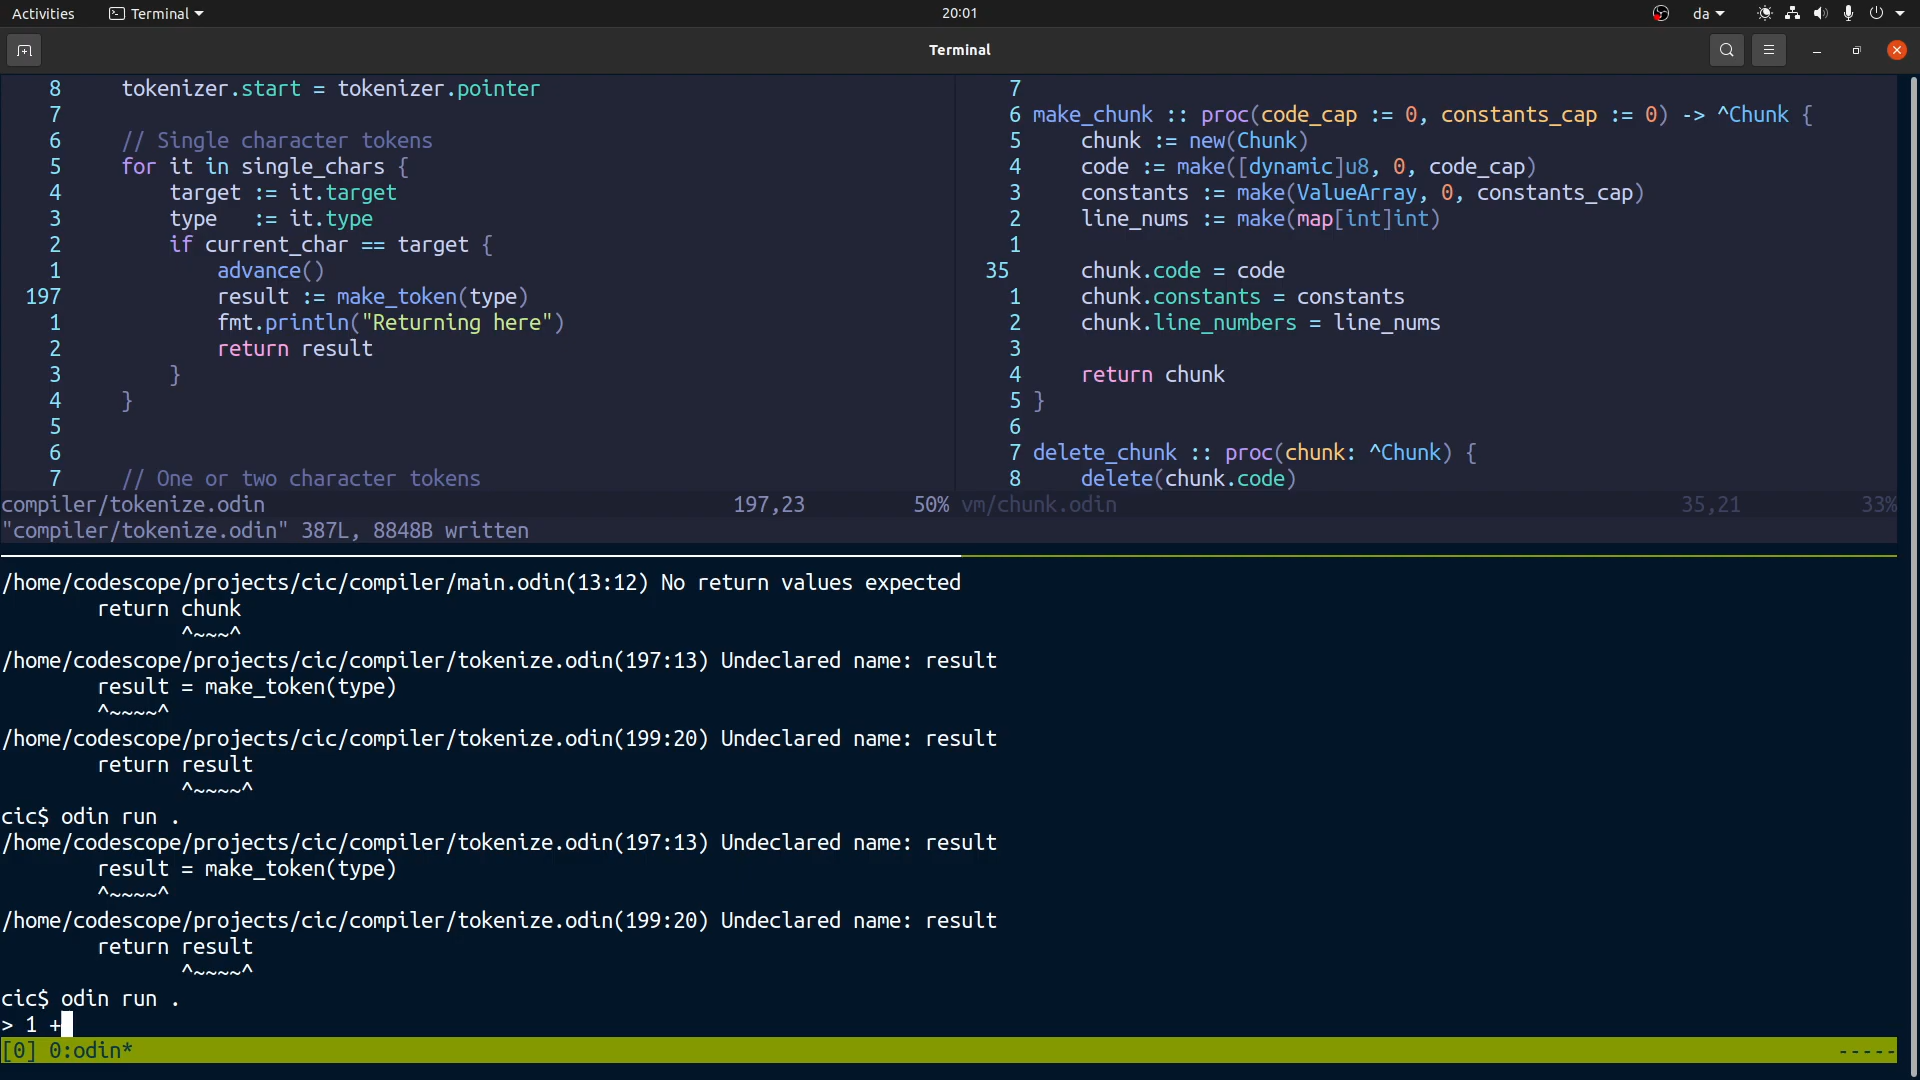 Activities Terminal 20:01 da
Terminal
8 tokenizer.start = tokenizer.pointer
7
6 // Single character tokens
5 for it in single_chars {
4 target := it.target
3 type := it.type
2 if current_char == target {
1 advance()
197 result := make_token(type)
1 fmt.println("Returning here")
2 return result
3 }
4 }
5
6
7 // One or two character tokens
compiler/tokenize.odin 197,23 50%
"compiler/tokenize.odin" 387L, 8848B written
7
6 make_chunk :: proc(code_cap := 0, constants_cap := 0) -> ^Chunk {
5 chunk := new(Chunk)
4 code := make([dynamic]u8, 0, code_cap)
3 constants := make(ValueArray, 0, constants_cap)
2 line_nums := make(map[int]int)
1
35 chunk.code = code
1 chunk.constants = constants
2 chunk.line_numbers = line_nums
3
4 return chunk
5 }
6
7 delete_chunk :: proc(chunk: ^Chunk) {
8 delete(chunk.code)
vm/chunk.odin 35,21 33%
/home/codescope/projects/cic/compiler/main.odin(13:12) No return values expected
return chunk
^~~~^
/home/codescope/projects/cic/compiler/tokenize.odin(197:13) Undeclared name: result
result = make_token(type)
^~~~~^
/home/codescope/projects/cic/compiler/tokenize.odin(199:20) Undeclared name: result
return result
^~~~~^
cic$ odin run .
/home/codescope/projects/cic/compiler/tokenize.odin(197:13) Undeclared name: result
result = make_token(type)
^~~~~^
/home/codescope/projects/cic/compiler/tokenize.odin(199:20) Undeclared name: result
return result
^~~~~^
cic$ odin run .
> 1 +
[0] 0:odin* -----